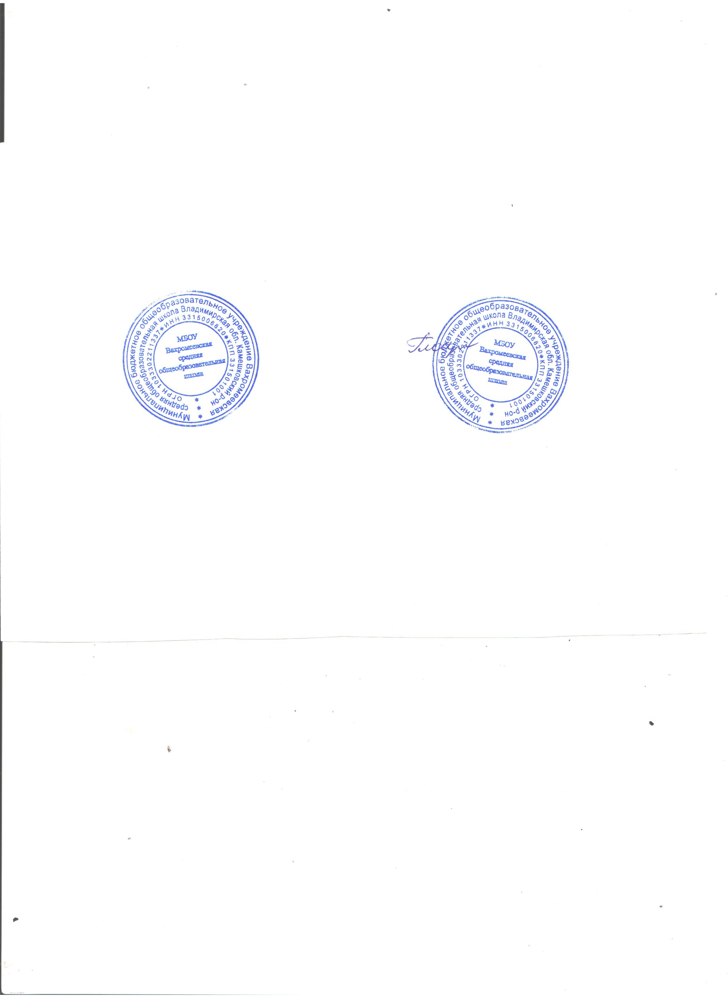 Муниципальное бюджетное общеобразовательное учреждение Вахромеевская
средняя общеобразовательная школа Владимирская обл. Камешковский р-он
ОГРН 1033302211337*ИНН 3315006820*КПП 331501001
МБОУ
Вахромеевская
средняя
общеобразовательная
школа
Муниципальное бюджетное общеобразовательное учреждение Вахромеевская
средняя общеобразовательная школа Владимирская обл. Камешковский р-он
ОГРН 1033302211337*ИНН 3315006820*КПП 331501001
МБОУ
Вахромеевская
средняя
общеобразовательная
школа